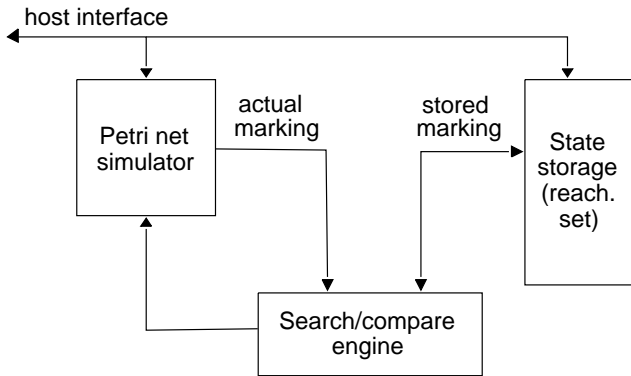 host interface
actual
marking
stored
marking
Petri net
simulator
State
storage
(reach.
set)
Search/compare
engine